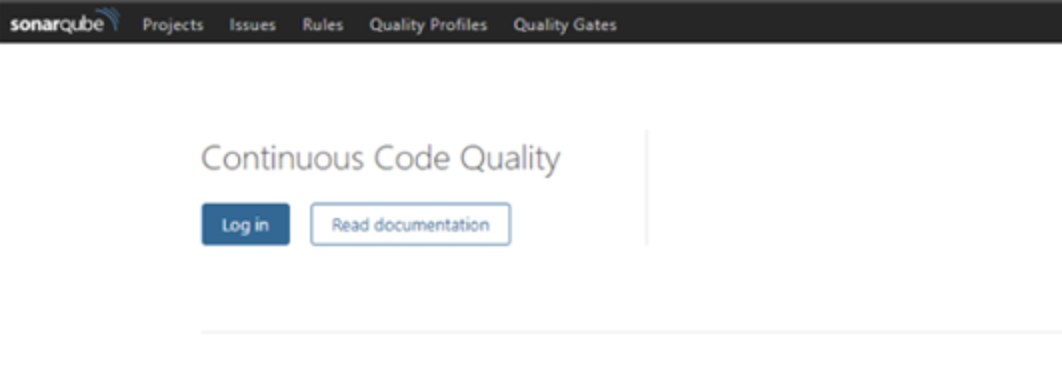 sonarqube Projects Issues Rules Quality Profiles Quality Gates
Continuous Code Quality
Log in Read documentation